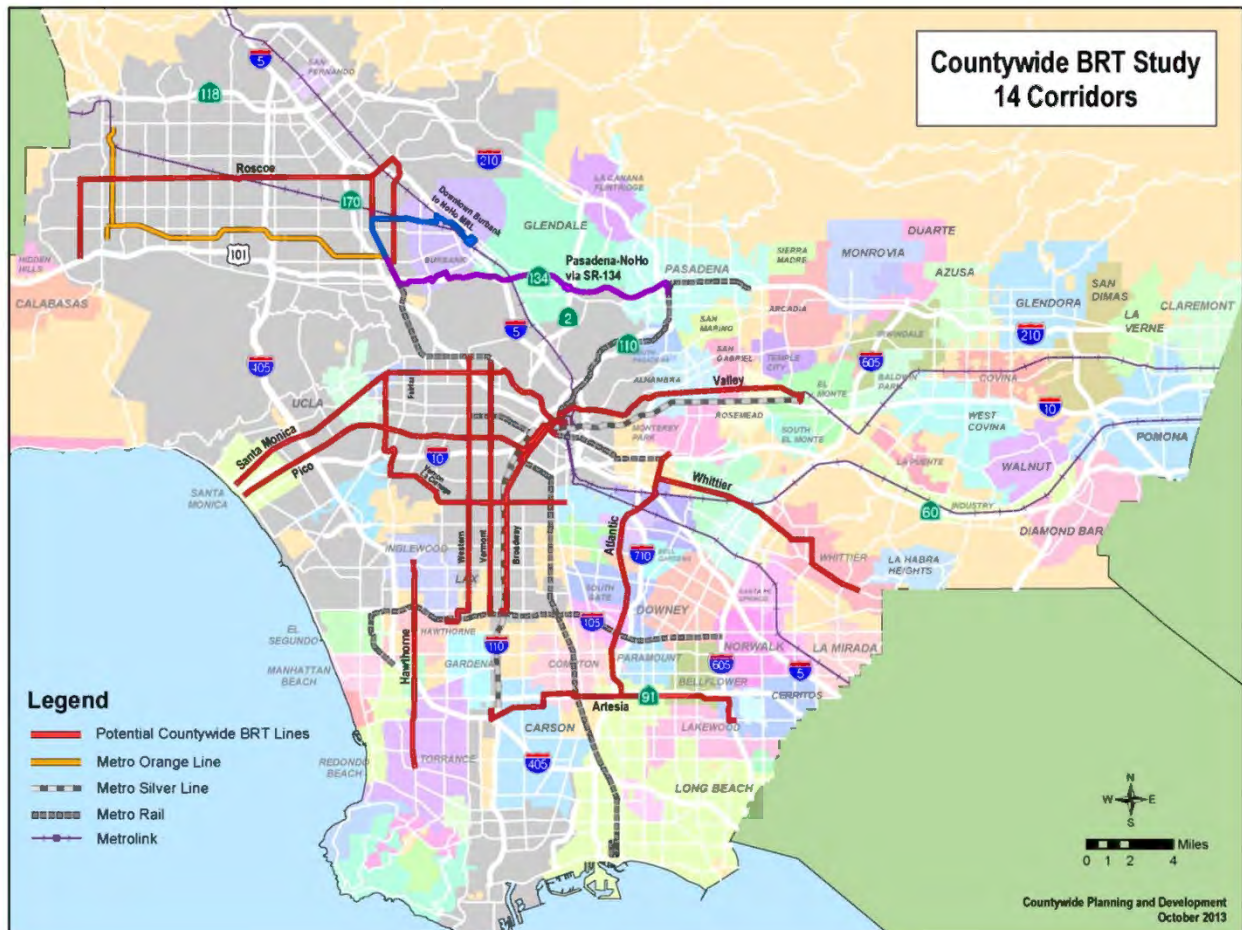 Countywide BRT Study
14 Corridors
5
SAN
FERNANDO
118
Roscoe
210
LA CANANA
FLINTRIDGE
170
Downtown Burbank
to NoHo MRL
GLENDALE
101
BURBANK
Pasadena-NoHo
via SR-134
134
PASADENA
SIERRA
MADRE
MONROVIA
DUARTE
AZUSA
GLENDORA
SAN
DIMAS
CLAREMONT
LA
VERNE
HIDDEN
HILLS
CALABASAS
2
5
110
SAN
MARINO
ARCADIA
IRWINDALE
210
405
SAN
GABRIEL
TEMPLE
CITY
605
UCLA
Fairfax
ALHAMBRA
Valley
EL
MONTE
BALDWIN
PARK
COVINA
10
ROSEMEAD
MONTEREY
PARK
SOUTH
EL MONTE
WEST
COVINA
POMONA
Santa Monica
Pico
10
LA PUENTE
WALNUT
SANTA
MONICA
Whittier
60
INDUSTRY
DIAMOND BAR
INGLEWOOD
Western
Vermont
Broadway
Atlantic
710
BELL
GARDENS
WHITTIER
LA HABRA
HEIGHTS
LAX
SOUTH
GATE
DOWNEY
SANTA FE
SPRINGS
EL
SEGUNDO
HAWTHORNE
105
Hawthorne
110
GARDENA
COMPTON
PARAMOUNT
605
NORWALK
LA MIRADA
5
MANHATTAN
BEACH
BELLFLOWER
CERRITOS
Artesia
91
CARSON
LAKEWOOD
REDONDO
BEACH
TORRANCE
405
LONG BEACH
Legend
Potential Countywide BRT Lines
Metro Orange Line
Metro Silver Line
Metro Rail
Metrolink
N
W
E
S
Miles
0 1 2 4
Countywide Planning and Development
October 2013